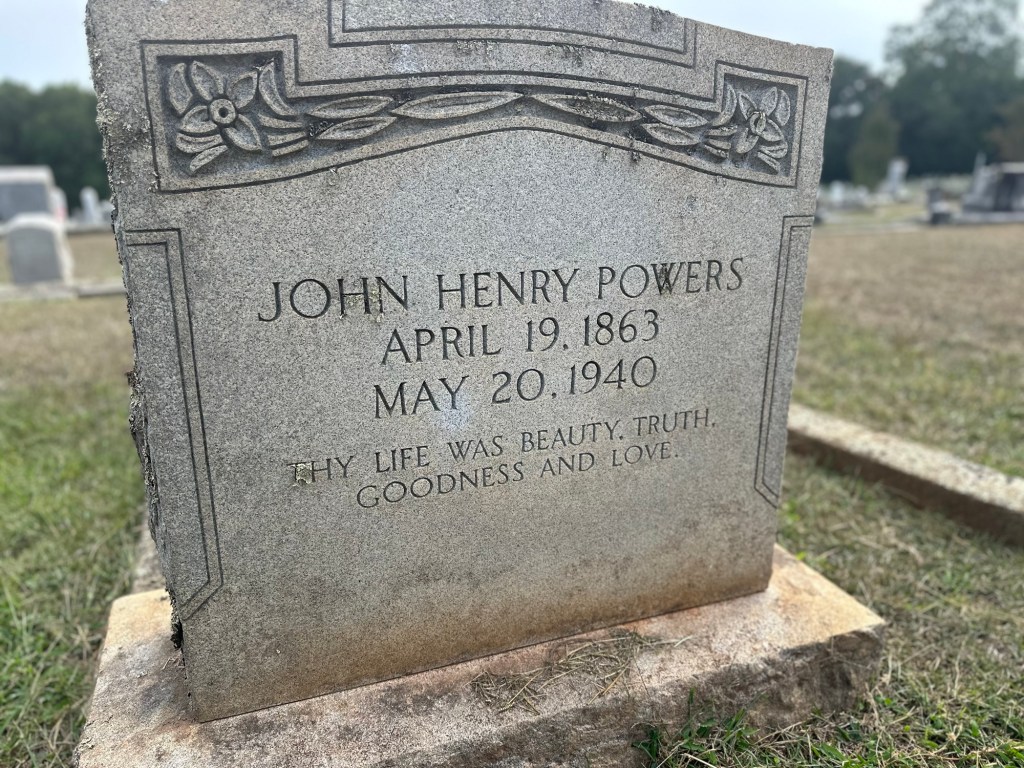 JOHN HENRY POWERS
APRIL 19, 1863
MAY 20, 1940
THY LIFE WAS BEAUTY, TRUTH,
GOODNESS AND LOVE.